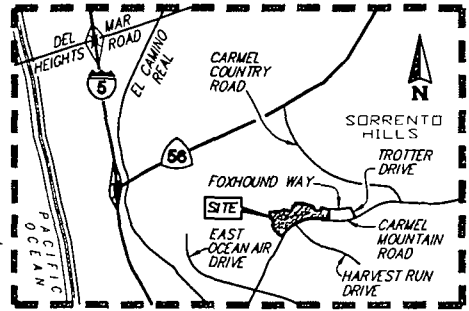 DEL MAR
HEIGHTS ROAD
5
EL CAMINO
REAL
CARMEL
COUNTRY
ROAD
N
56
SORRENTO
HILLS
TROTTER
DRIVE
FOXHOUND WAY
SITE
EAST
OCEAN AIR
DRIVE
CARMEL
MOUNTAIN
ROAD
HARVEST RUN
DRIVE
PACIFIC
OCEAN